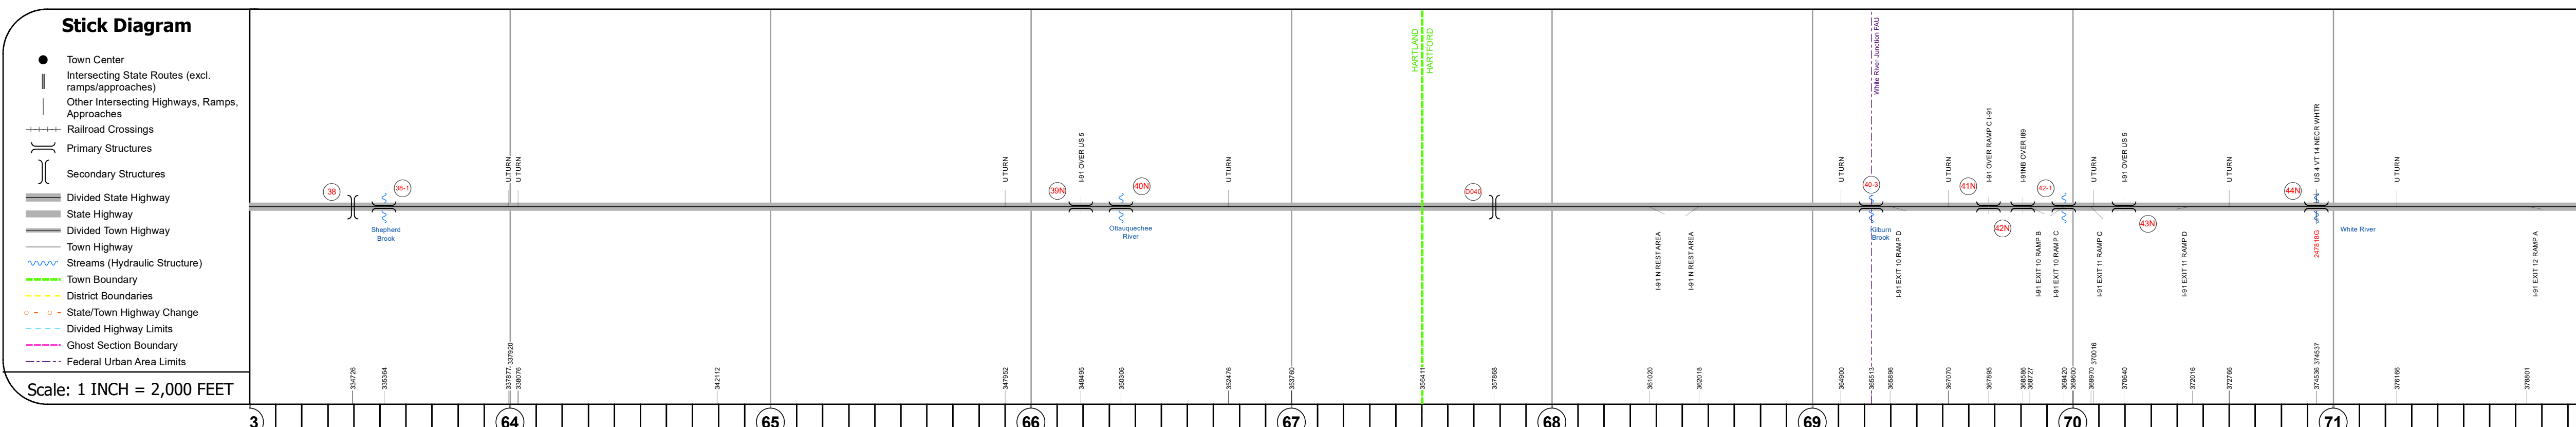 Stick Diagram
Town Center
Intersecting State Routes (excl.
ramps/approaches)
Other Intersecting Highways, Ramps,
Approaches
Railroad Crossings
Primary Structures
Secondary Structures
Divided State Highway
State Highway
Divided Town Highway
Town Highway
Streams (Hydraulic Structure)
Town Boundary
District Boundaries
State/Town Highway Change
Divided Highway Limits
Ghost Section Boundary
Federal Urban Area Limits
Scale: 1 INCH = 2,000 FEET
HARTLAND
HARTFORD
White River Junction FAU
U TURN
U TURN
U TURN
I-91 OVER US 5
U TURN
U TURN
U TURN
I-91 OVER RAMP C I-91
I-91NB OVER I89
U TURN
I-91 OVER US 5
U TURN
US 4 VT 14 NECR WHTR
U TURN
38
38-1
39N
40N
D040
40-3
41N
42N
42-1
43N
44N
Shepherd
Brook
Ottauquechee
River
Kilburn
Brook
White River
I-91 N REST AREA
I-91 N REST AREA
I-91 EXIT 10 RAMP D
I-91 EXIT 10 RAMP B
I-91 EXIT 10 RAMP C
I-91 EXIT 11 RAMP C
I-91 EXIT 11 RAMP D
247818G
I-91 EXIT 12 RAMP A
334726
335364
337877
337920
338076
342112
347952
349495
350306
352476
353760
356411
357868
361020
362018
364900
365513
365896
367070
367895
368586
368727
369420
369600
369970
370016
370640
372016
372766
374536
374537
376166
378801
3
64
65
66
67
68
69
70
71